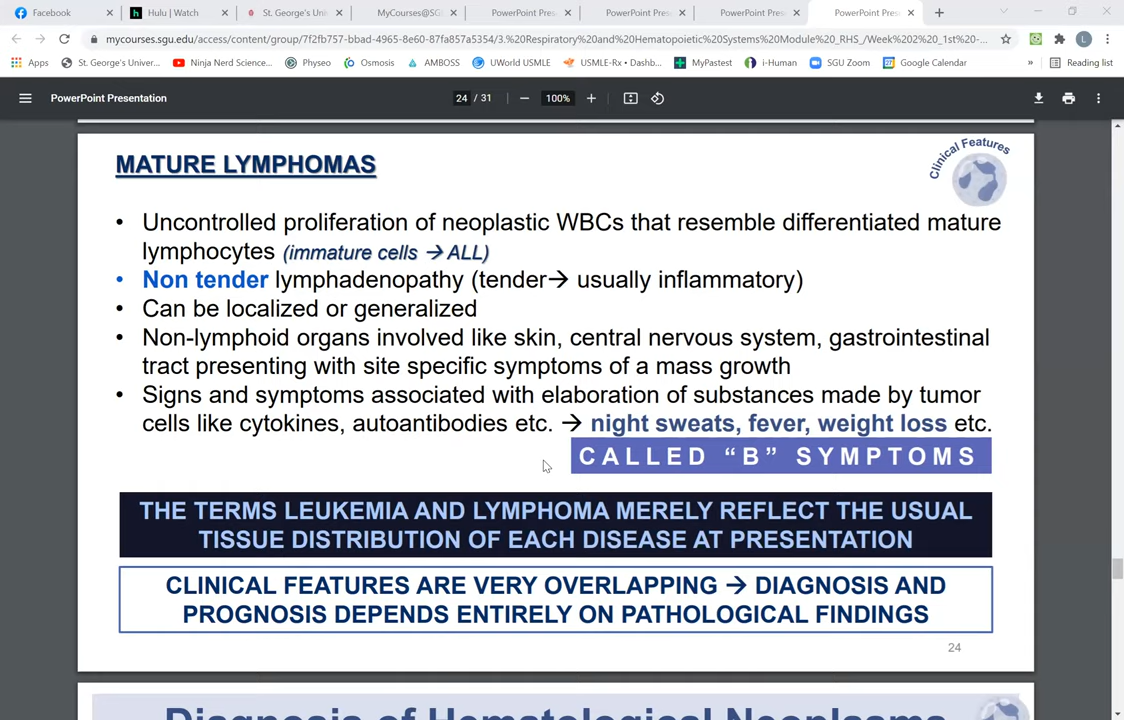 Facebook
Hulu | Watch
St. George's Uni
MyCourses@SG
PowerPoint Pres
PowerPoint Pres
PowerPoint Pres
PowerPoint Pres
mycourses.sgu.edu/access/content/group/7f2fb757-bbad-4965-8e60-87fa857a5354/3.%20Respiratory%20and%20Hematopoietic%20Systems%20Module%20_RHS_/Week%202%20_1st%20-...
Apps
St. George's Univer...
Ninja Nerd Science...
Physeo
Osmosis
AMBOSS
UWorld USMLE
USMLE-Rx • Dashb...
MyPastest
i-Human
SGU Zoom
Google Calendar
»
Reading list
PowerPoint Presentation
24 / 31
100%
MATURE LYMPHOMAS
Clinical Features
• Uncontrolled proliferation of neoplastic WBCs that resemble differentiated mature
lymphocytes (immature cells → ALL)
• Non tender lymphadenopathy (tender→ usually inflammatory)
• Can be localized or generalized
• Non-lymphoid organs involved like skin, central nervous system, gastrointestinal
tract presenting with site specific symptoms of a mass growth
• Signs and symptoms associated with elaboration of substances made by tumor
cells like cytokines, autoantibodies etc. → night sweats, fever, weight loss etc.
CALLED “B” SYMPTOMS
THE TERMS LEUKEMIA AND LYMPHOMA MERELY REFLECT THE USUAL
TISSUE DISTRIBUTION OF EACH DISEASE AT PRESENTATION
CLINICAL FEATURES ARE VERY OVERLAPPING → DIAGNOSIS AND
PROGNOSIS DEPENDS ENTIRELY ON PATHOLOGICAL FINDINGS
24
Diagnosis of Hematological Neoplasms